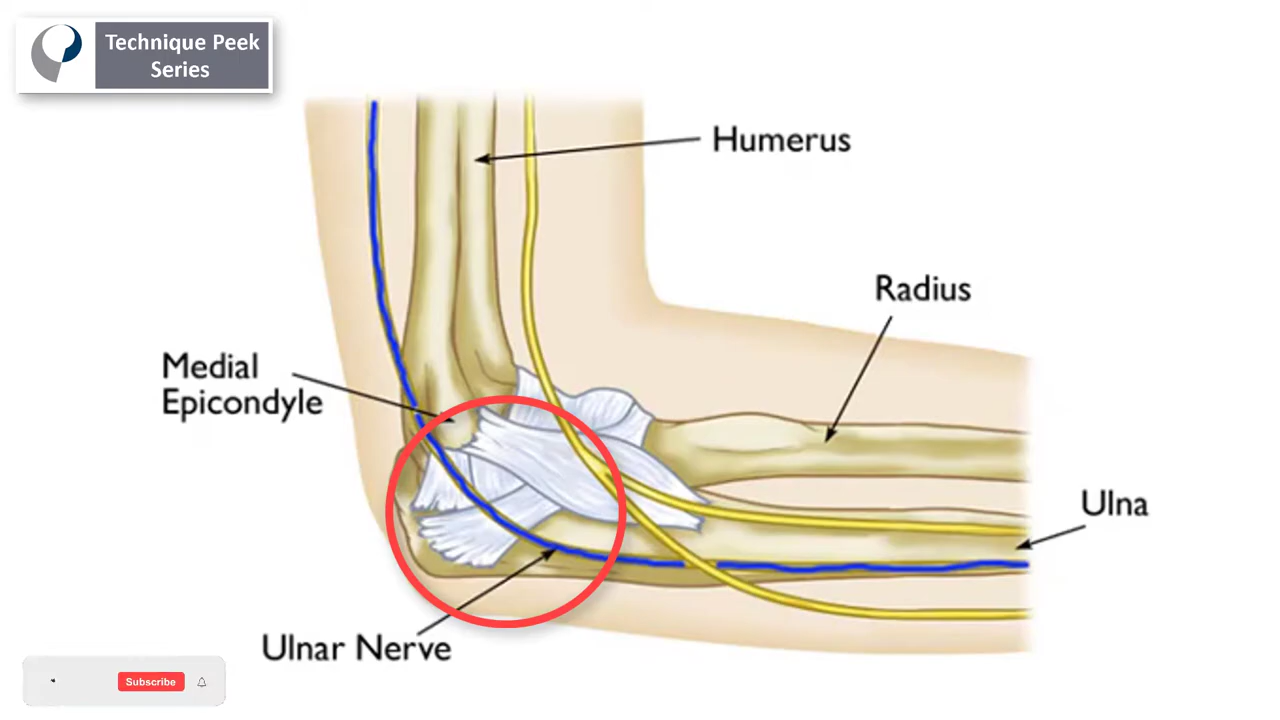 Technique Peek
Series
Humerus
Radius
Medial
Epicondyle
Ulna
Ulnar Nerve
Subscribe